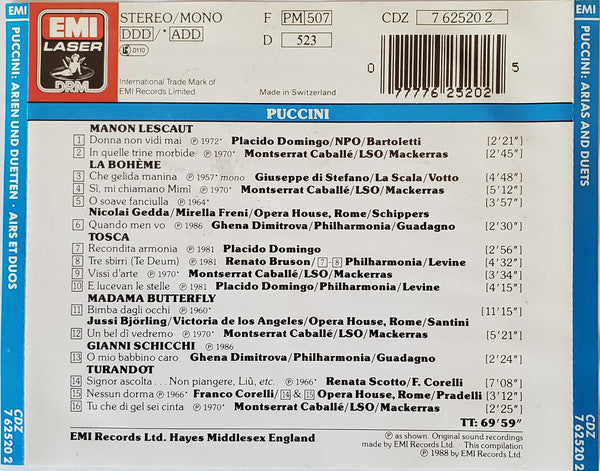 EMI
PUCCINI: ARIEN UND DUETTEN · AIRS ET DUOS
CDZ
7 62520 2
EMI
LASER
DRM
STEREO/MONO
DDD/*ADD
LC 0110
International Trade Mark of
EMI Records Limited
F PM 507
D 523
Made in Switzerland
CDZ 7 62520 2
0 77776 25202 5
PUCCINI
MANON LESCAUT
1 Donna non vidi mai ℗ 1972* Placido Domingo/NPO/Bartoletti [2'21"]
2 In quelle trine morbide ℗ 1970* Montserrat Caballé/LSO/Mackerras [2'45"]
LA BOHÈME
3 Che gelida manina ℗ 1957* mono Giuseppe di Stefano/La Scala/Votto [4'48"]
4 Sì, mi chiamano Mimì ℗ 1970* Montserrat Caballé/LSO/Mackerras [5'12"]
5 O soave fanciulla ℗ 1964* [3'57"]
Nicolai Gedda/Mirella Freni/Opera House, Rome/Schippers
6 Quando men vo ℗ 1986 Ghena Dimitrova/Philharmonia/Guadagno [2'30"]
TOSCA
7 Recondita armonia ℗ 1981 Placido Domingo [2'56"]
8 Tre sbirri (Te Deum) ℗ 1981 Renato Bruson/7-8 Philharmonia/Levine [4'32"]
9 Vissi d'arte ℗ 1970* Montserrat Caballé/LSO/Mackerras [3'34"]
10 E lucevan le stelle ℗ 1981 Placido Domingo/Philharmonia/Levine [4'15"]
MADAMA BUTTERFLY
11 Bimba dagli occhi ℗ 1960* [11'15"]
Jussi Björling/Victoria de los Angeles/Opera House, Rome/Santini
12 Un bel dì vedremo ℗ 1970* Montserrat Caballé/LSO/Mackerras [5'21"]
GIANNI SCHICCHI ℗ 1986
13 O mio babbino caro Ghena Dimitrova/Philharmonia/Guadagno [2'24"]
TURANDOT
14 Signor ascolta . . . Non piangere, Liù, etc. ℗ 1966* Renata Scotto/F. Corelli [7'08"]
15 Nessun dorma ℗ 1966* Franco Corelli/14 & 15 Opera House, Rome/Pradelli [3'12"]
16 Tu che di gel sei cinta ℗ 1970* Montserrat Caballé/LSO/Mackerras [2'25"]
TT: 69'59"
EMI Records Ltd. Hayes Middlesex England
℗ as shown. Original sound recordings
made by EMI Records Ltd. · This compilation
℗ 1988 by EMI Records Ltd.
EMI
PUCCINI: ARIAS AND DUETS
CDZ
7 62520 2